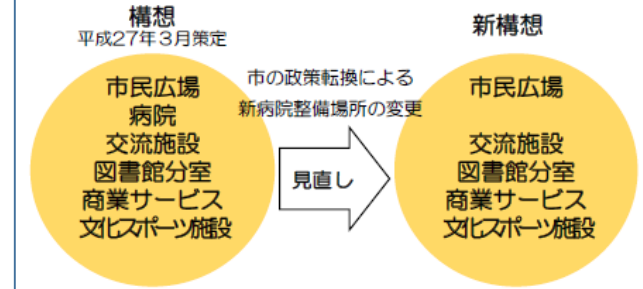 構想
平成27年3月策定
市民広場
病院
交流施設
図書館分室
商業サービス
文化スポーツ施設
市の政策転換による
新病院整備場所の変更
見直し
新構想
市民広場
交流施設
図書館分室
商業サービス
文化スポーツ施設